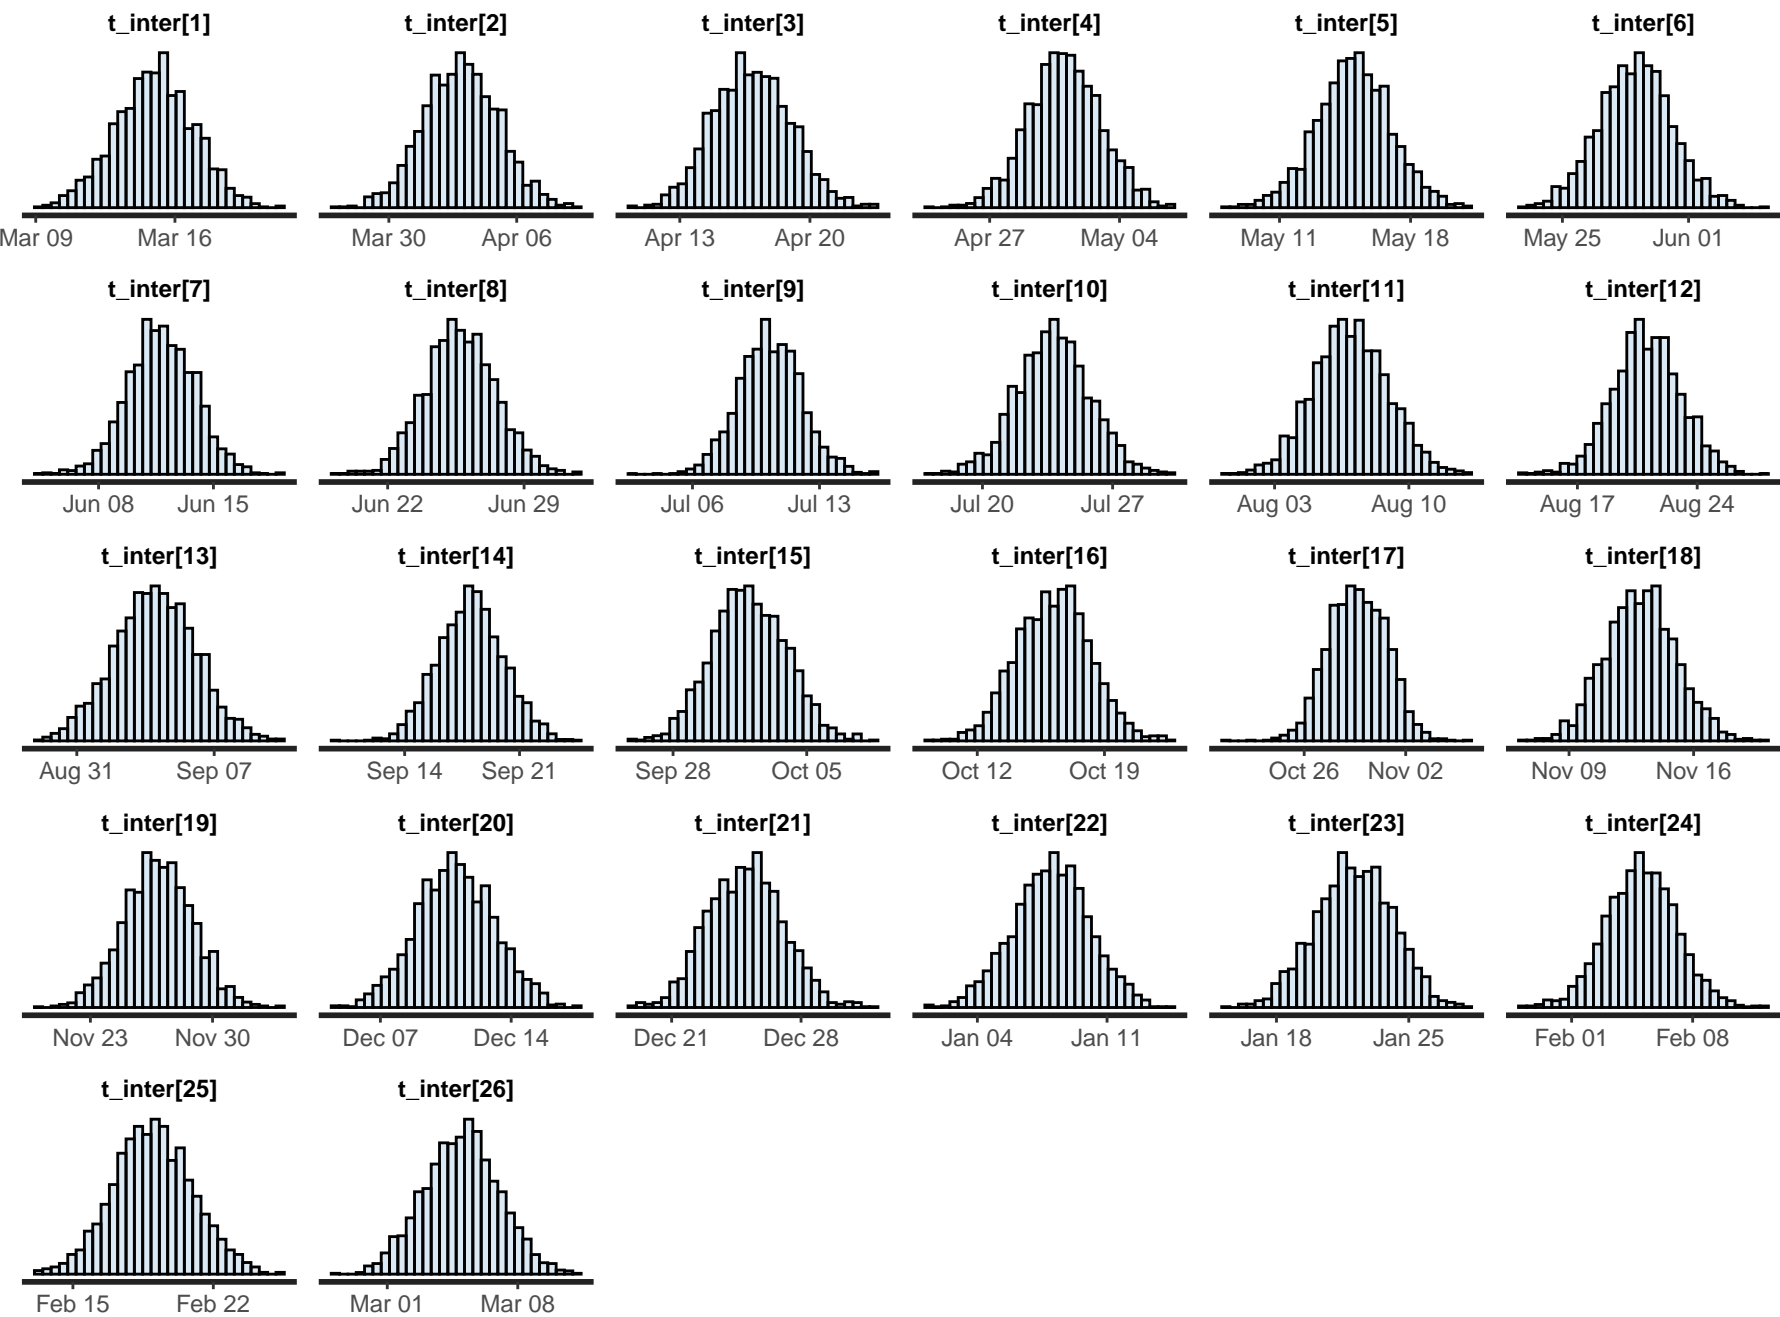 t_inter[1] t_inter[2] t_inter[3] t_inter[4] t_inter[5] t_inter[6]
Mar 09 Mar 16 Mar 30 Apr 06 Apr 13 Apr 20 Apr 27 May 04 May 11 May 18 May 25 Jun 01
t_inter[7] t_inter[8] t_inter[9] t_inter[10] t_inter[11] t_inter[12]
Jun 08 Jun 15 Jun 22 Jun 29 Jul 06 Jul 13 Jul 20 Jul 27 Aug 03 Aug 10 Aug 17 Aug 24
t_inter[13] t_inter[14] t_inter[15] t_inter[16] t_inter[17] t_inter[18]
Aug 31 Sep 07 Sep 14 Sep 21 Sep 28 Oct 05 Oct 12 Oct 19 Oct 26 Nov 02 Nov 09 Nov 16
t_inter[19] t_inter[20] t_inter[21] t_inter[22] t_inter[23] t_inter[24]
Nov 23 Nov 30 Dec 07 Dec 14 Dec 21 Dec 28 Jan 04 Jan 11 Jan 18 Jan 25 Feb 01 Feb 08
t_inter[25] t_inter[26]
Feb 15 Feb 22 Mar 01 Mar 08